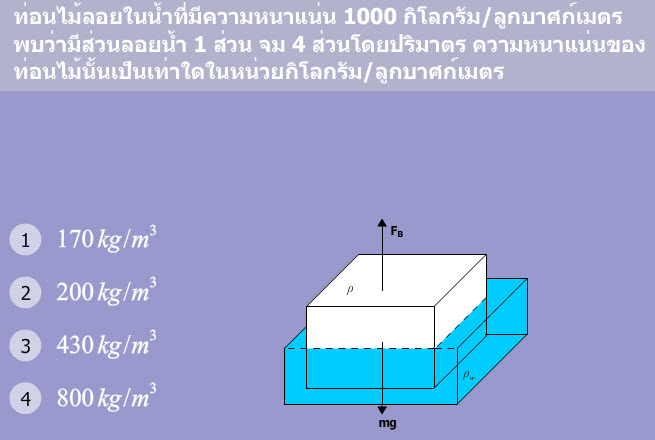 ท่อนไม้ลอยในน้ำที่มีความหนาแน่น 1000 กิโลกรัม/ลูกบาศก์เมตร
พบว่ามีส่วนลอยน้ำ 1 ส่วน จม 4 ส่วนโดยปริมาตร ความหนาแน่นของ
ท่อนไม้นั้นเป็นเท่าใดในหน่วยกิโลกรัม/ลูกบาศก์เมตร
F_B
1 170 kg/m³
2 200 kg/m³
ρ
3 430 kg/m³
ρ_w
4 800 kg/m³
mg